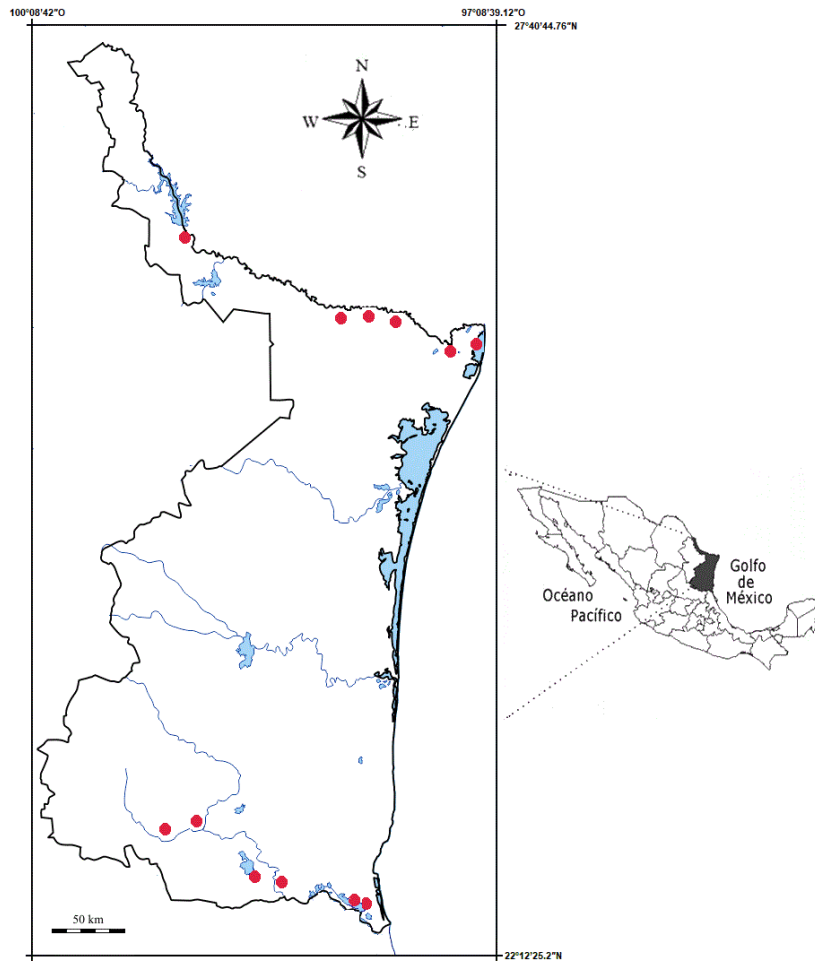 100°08'42"O
97°08'39.12"O
27°40'44.76"N
N
W
E
S
Golfo
de
México
Océano
Pacífico
50 km
22°12'25.2"N